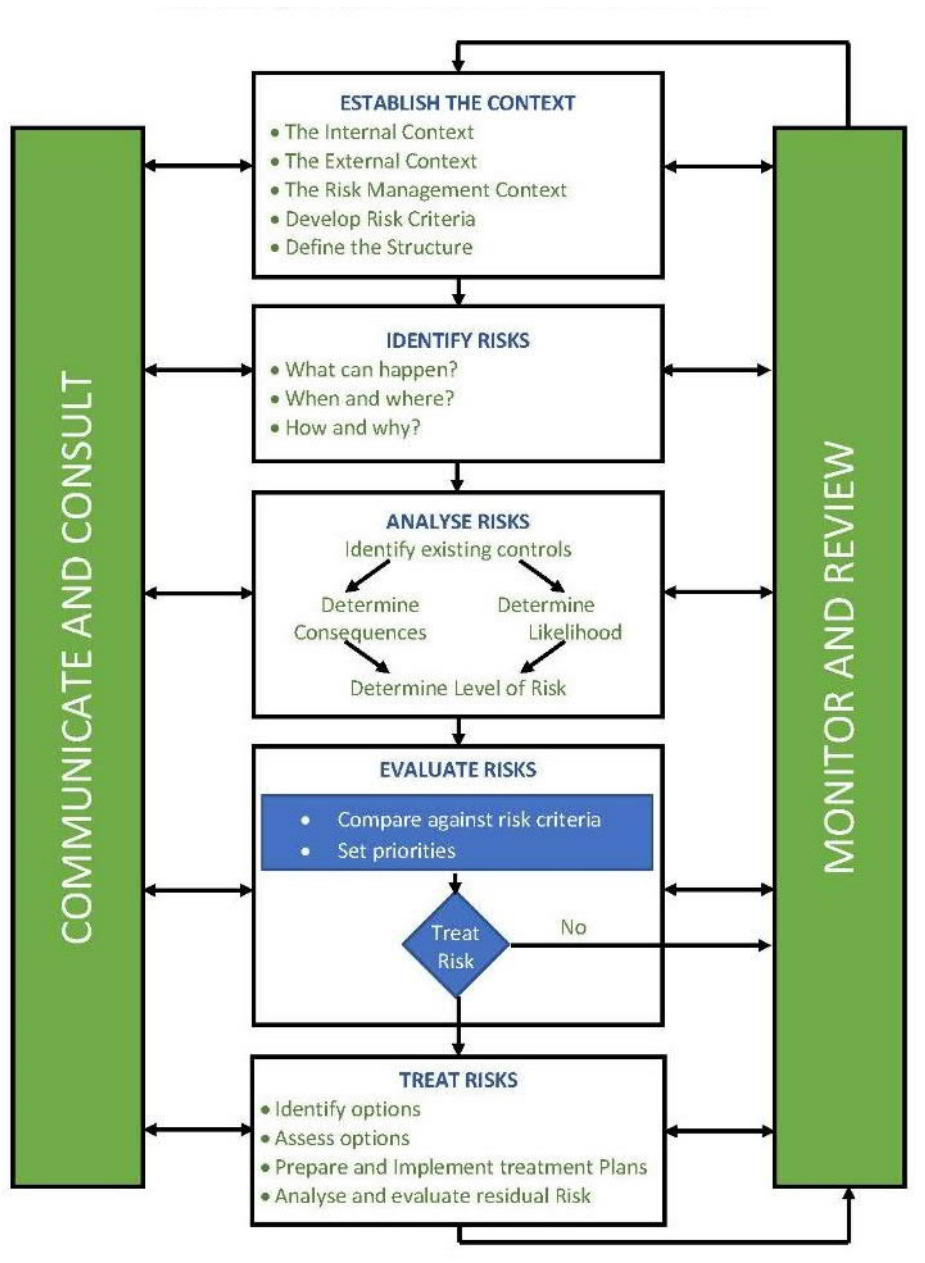 ESTABLISH THE CONTEXT
• The Internal Context
• The External Context
• The Risk Management Context
• Develop Risk Criteria
• Define the Structure
IDENTIFY RISKS
• What can happen?
• When and where?
• How and why?
ANALYSE RISKS
Identify existing controls
Determine
Consequences
Determine
Likelihood
Determine Level of Risk
EVALUATE RISKS
• Compare against risk criteria
• Set priorities
Treat
Risk
No
TREAT RISKS
• Identify options
• Assess options
• Prepare and Implement treatment Plans
• Analyse and evaluate residual Risk
COMMUNICATE AND CONSULT
MONITOR AND REVIEW